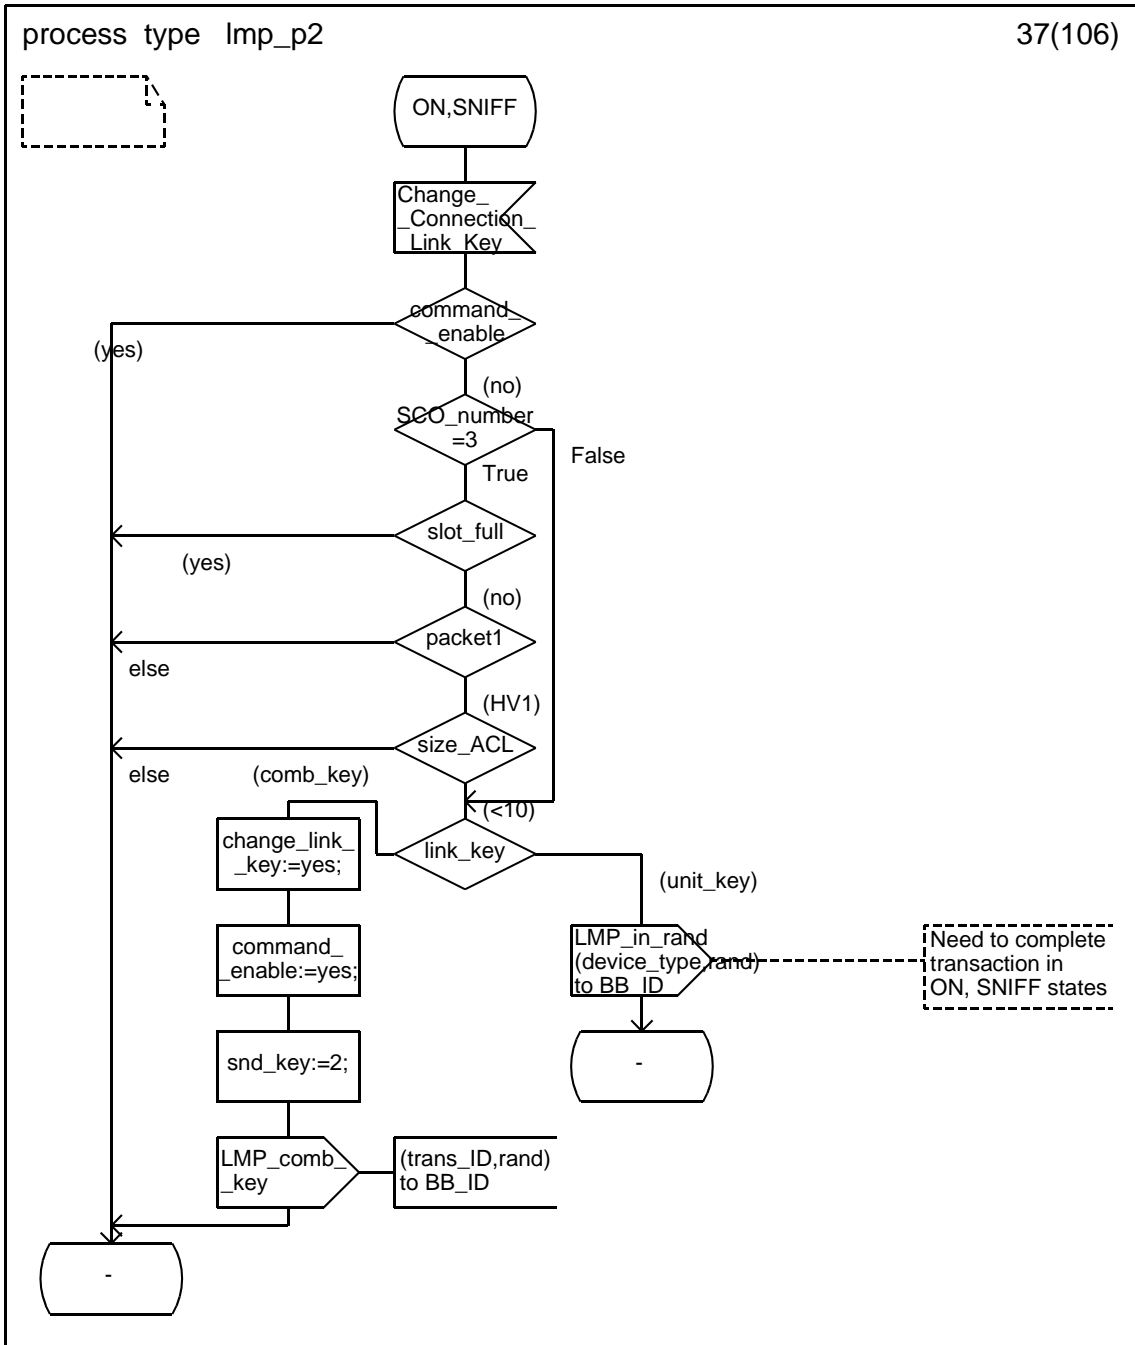 process type lmp_p2
37(106)
ON,SNIFF
Change_
_Connection_
_Link_Key
command_
_enable
(yes)
(no)
SCO_number
=3
False
True
slot_full
(yes)
(no)
packet1
else
(HV1)
size_ACL
else
(comb_key)
(<10)
change_link_
_key:=yes;
link_key
(unit_key)
command_
_enable:=yes;
LMP_in_rand
(device_type,rand)
to BB_ID
Need to complete
transaction in
ON, SNIFF states
snd_key:=2;
-
LMP_comb_
_key
(trans_ID,rand)
to BB_ID
-